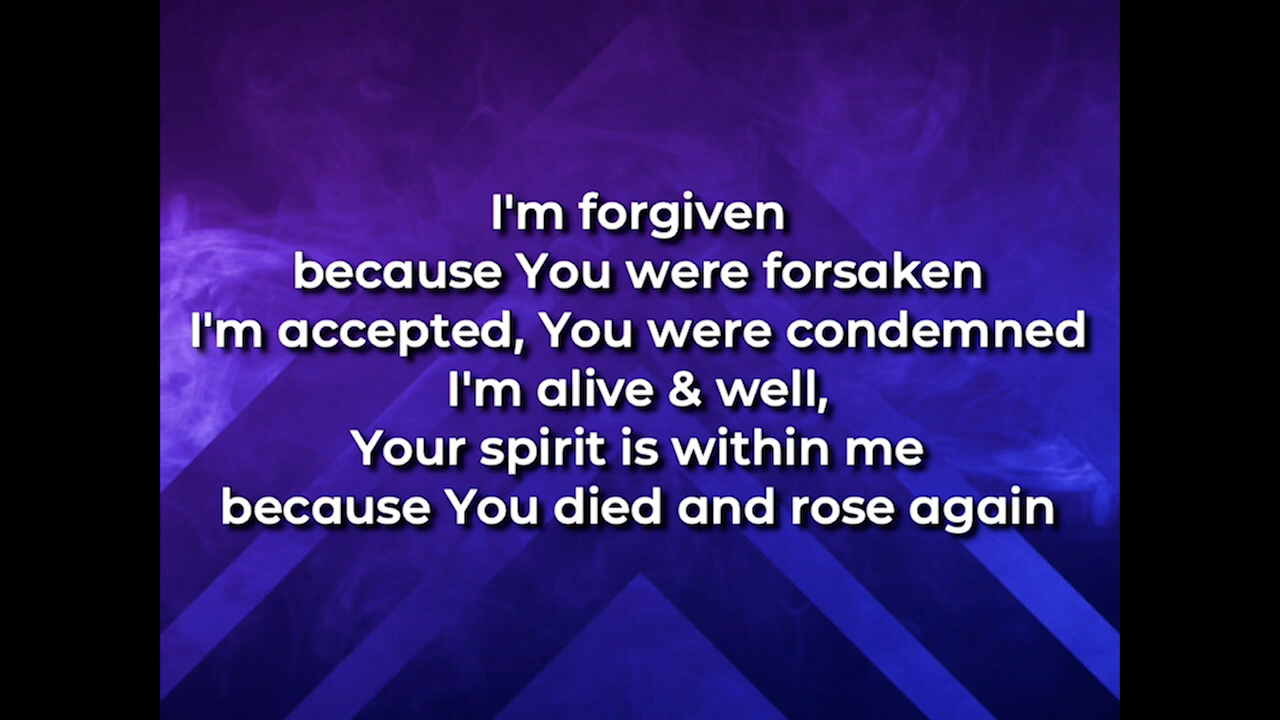 I'm forgiven
because You were forsaken
I'm accepted, You were condemned
I'm alive & well,
Your spirit is within me
because You died and rose again